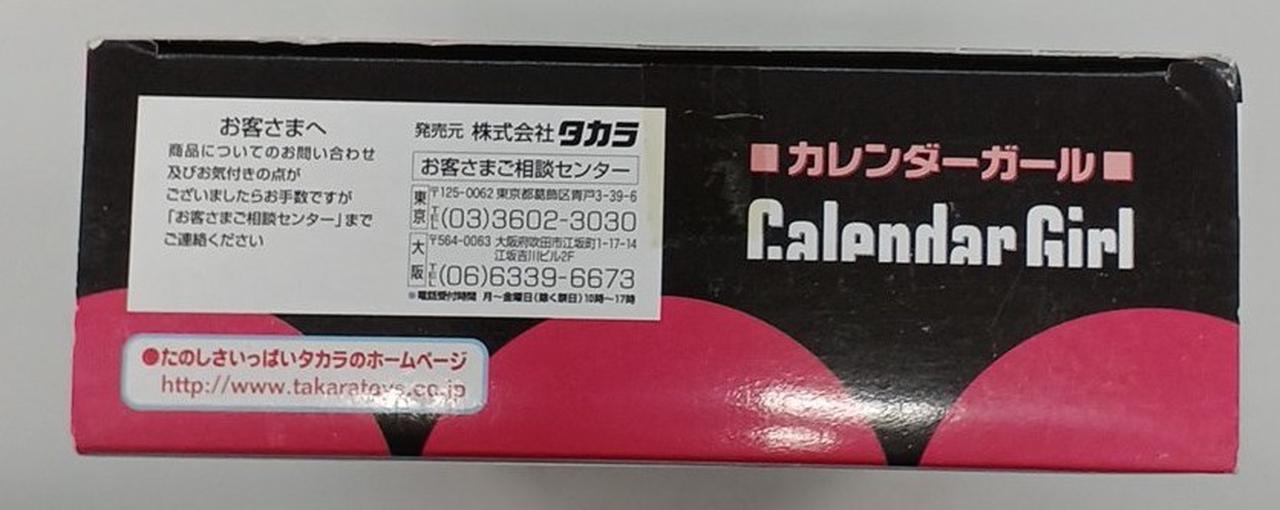 お客さまへ
商品についてのお問い合わせ
及びお気付きの点が
ございましたらお手数ですが
「お客さまご相談センター」まで
ご連絡ください
発売元 株式会社 タカラ
お客さまご相談センター
東京
〒125-0062 東京都葛飾区青戸3-39-6
TEL(03)3602-3030
大阪
〒564-0063 大阪府吹田市江坂町1-17-14
江坂吉川ビル2F
TEL(06)6339-6673
※電話受付時間 月〜金曜日(除く祭日)10時〜17時
●たのしさいっぱいタカラのホームページ
http://www.takaratoys.co.jp
■カレンダーガール■
Calendar Girl